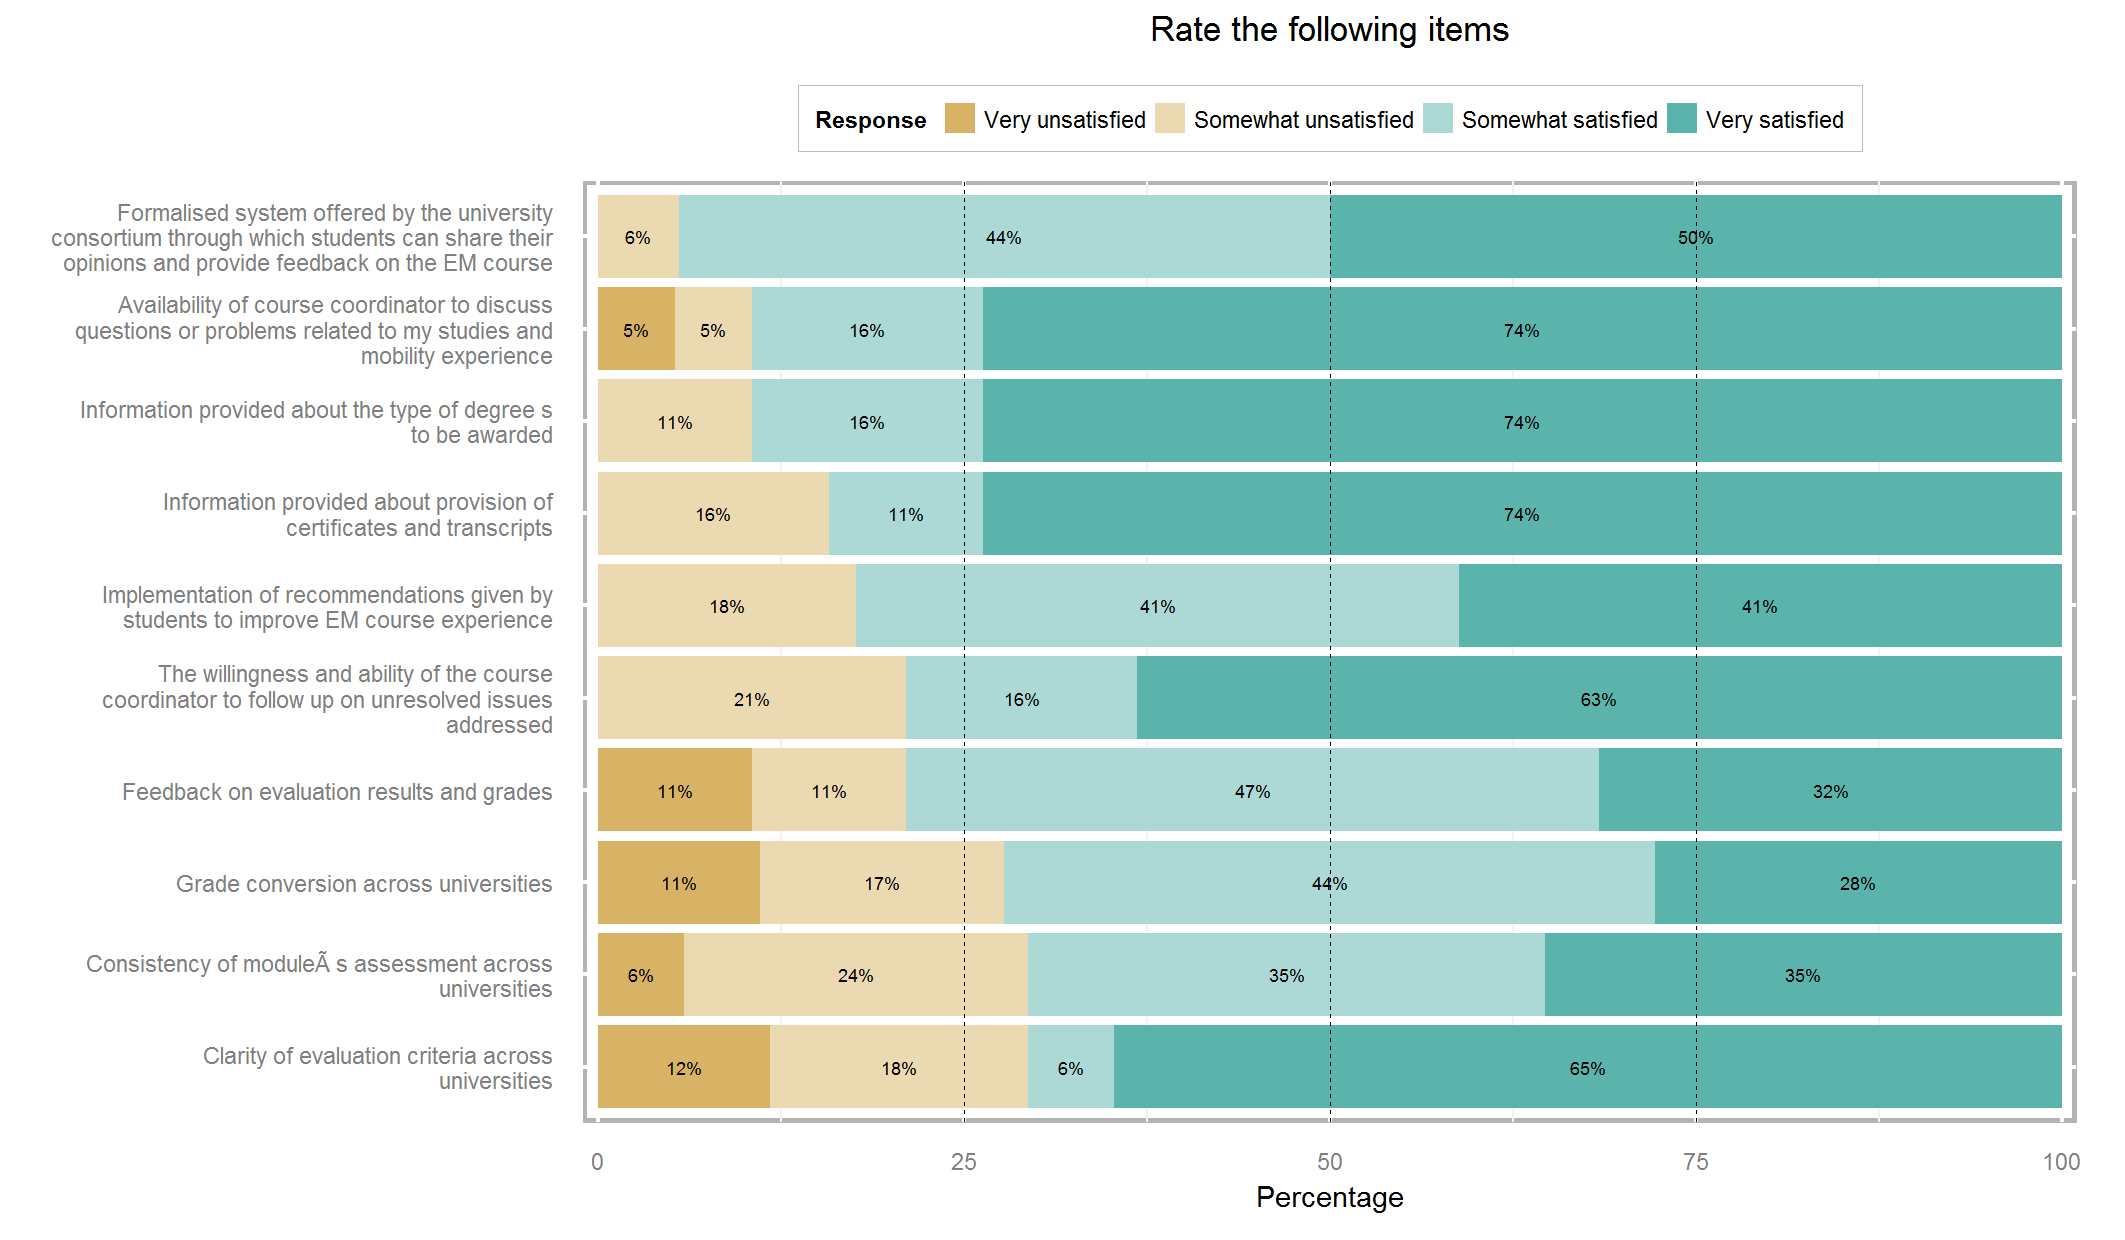 Rate the following items
Response Very unsatisfied Somewhat unsatisfied Somewhat satisfied Very satisfied
Formalised system offered by the university
consortium through which students can share their
opinions and provide feedback on the EM course
6% 44% 50%
Availability of course coordinator to discuss
questions or problems related to my studies and
mobility experience
5% 5% 16% 74%
Information provided about the type of degree s
to be awarded
11% 16% 74%
Information provided about provision of
certificates and transcripts
16% 11% 74%
Implementation of recommendations given by
students to improve EM course experience
18% 41% 41%
The willingness and ability of the course
coordinator to follow up on unresolved issues
addressed
21% 16% 63%
Feedback on evaluation results and grades
11% 11% 47% 32%
Grade conversion across universities
11% 17% 44% 28%
Consistency of moduleÃ s assessment across
universities
6% 24% 35% 35%
Clarity of evaluation criteria across
universities
12% 18% 6% 65%
0 25 50 75 100
Percentage